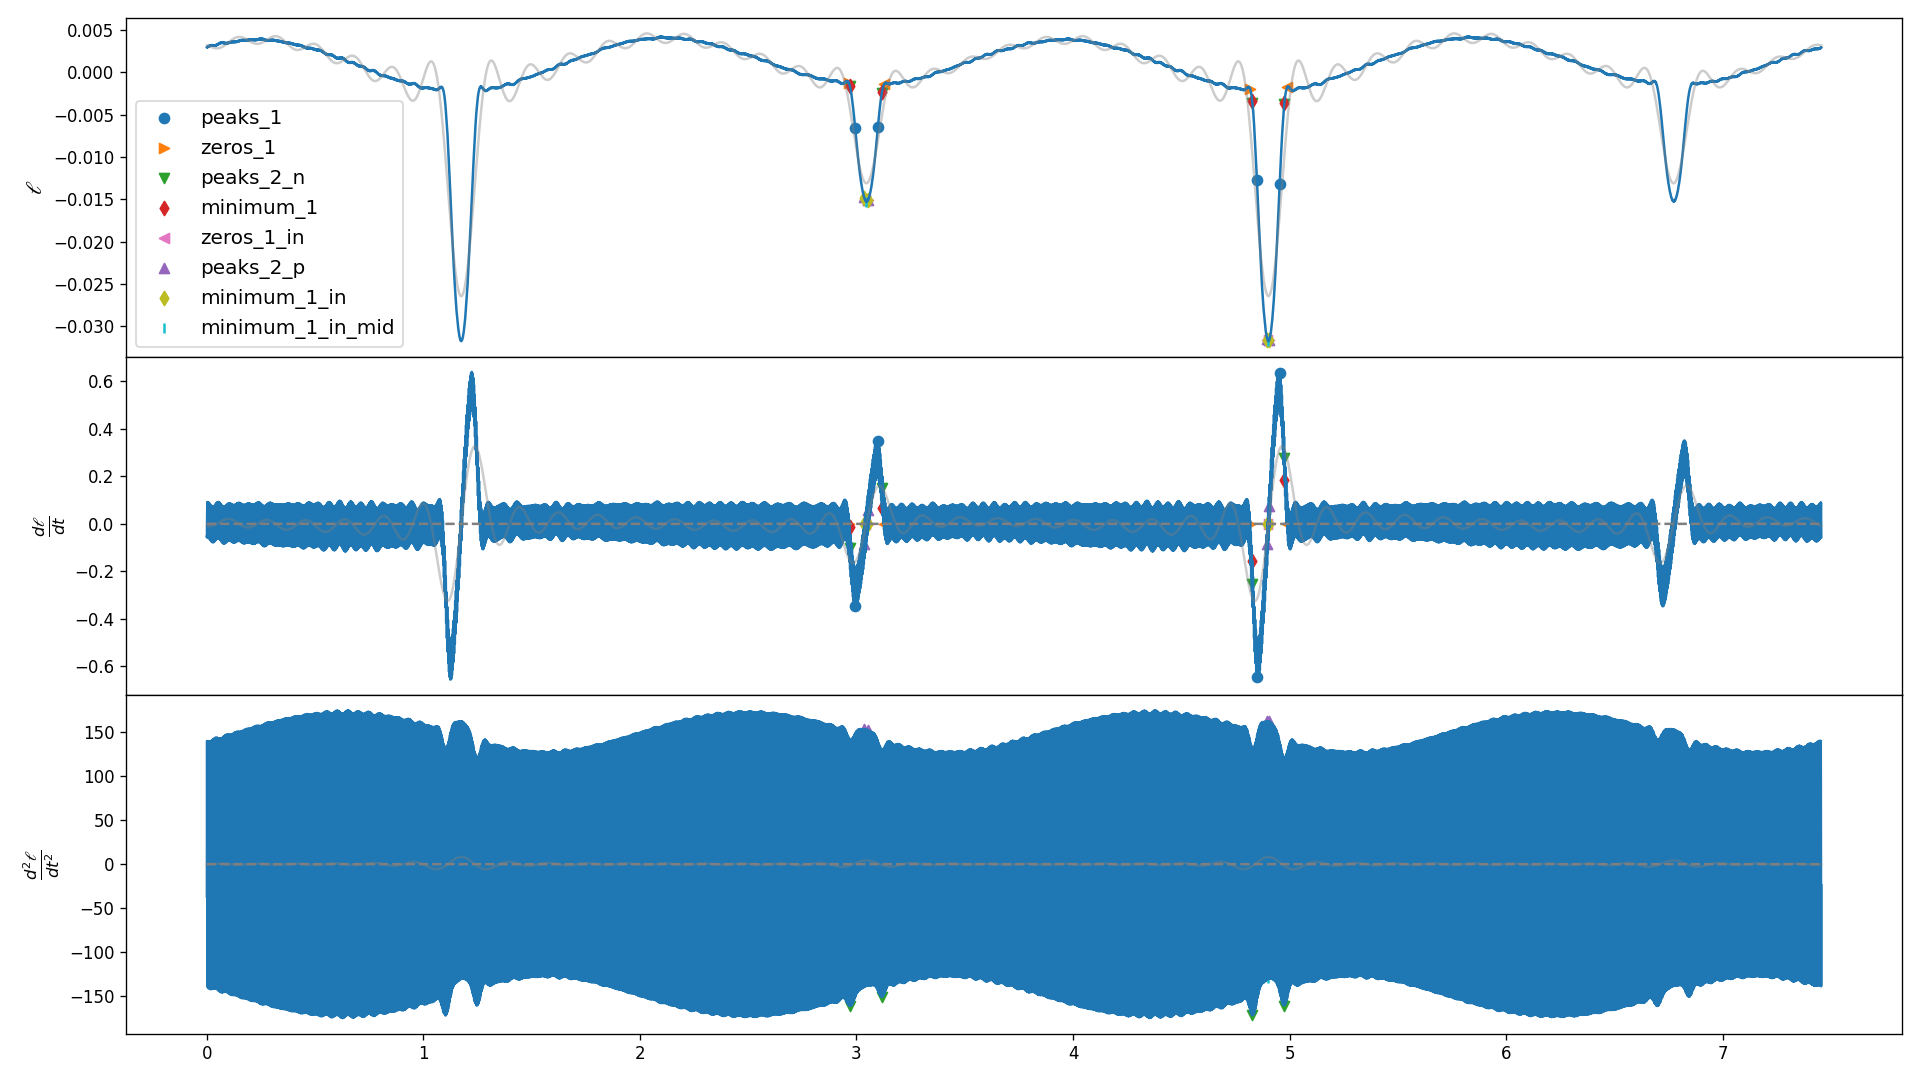 0.005
0.000
−0.005
−0.010
−0.015
−0.020
−0.025
−0.030
ℓ
peaks_1
zeros_1
peaks_2_n
minimum_1
zeros_1_in
peaks_2_p
minimum_1_in
minimum_1_in_mid
0.6
0.4
0.2
0.0
−0.2
−0.4
−0.6
dℓ/dt
150
100
50
0
−50
−100
−150
d²ℓ/dt²
0 1 2 3 4 5 6 7